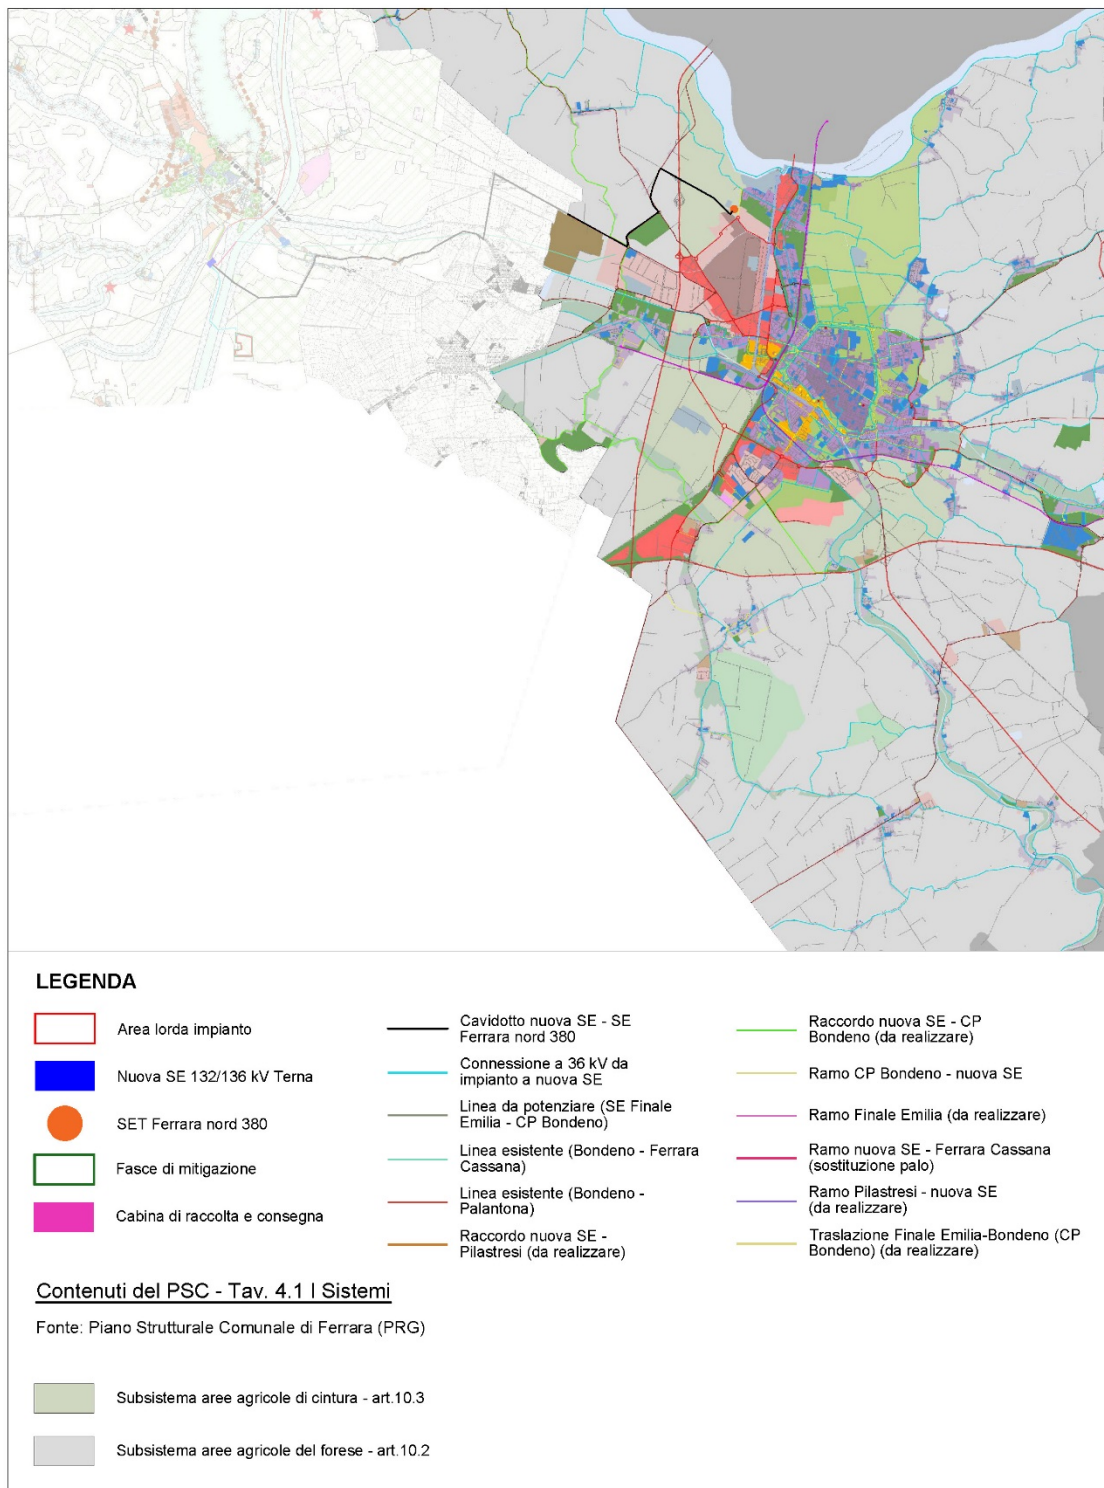 LEGENDA
Area lorda impianto
Nuova SE 132/136 kV Terna
SET Ferrara nord 380
Fasce di mitigazione
Cabina di raccolta e consegna
Cavidotto nuova SE - SE
Ferrara nord 380
Connessione a 36 kV da
impianto a nuova SE
Linea da potenziare (SE Finale
Emilia - CP Bondeno)
Linea esistente (Bondeno - Ferrara
Cassana)
Linea esistente (Bondeno -
Palantona)
Raccordo nuova SE -
Pilastresi (da realizzare)
Raccordo nuova SE - CP
Bondeno (da realizzare)
Ramo CP Bondeno - nuova SE
Ramo Finale Emilia (da realizzare)
Ramo nuova SE - Ferrara Cassana
(sostituzione palo)
Ramo Pilastresi - nuova SE
(da realizzare)
Traslazione Finale Emilia-Bondeno (CP
Bondeno) (da realizzare)
Contenuti del PSC - Tav. 4.1 I Sistemi
Fonte: Piano Strutturale Comunale di Ferrara (PRG)
Subsistema aree agricole di cintura - art.10.3
Subsistema aree agricole del forese - art.10.2